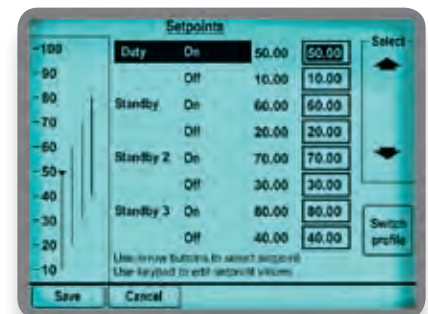 Setpoints
-100
-90
-80
-70
-60
-50
-40
-30
-20
-10
Duty On 50.00 50.00
Off 10.00 10.00
Standby On 60.00 60.00
Off 20.00 20.00
Standby 2 On 70.00 70.00
Off 30.00 30.00
Standby 3 On 80.00 80.00
Off 40.00 40.00
Use arrow buttons to select setpoint
Use keypad to edit setpoint values
Select
Switch
profile
Save Cancel